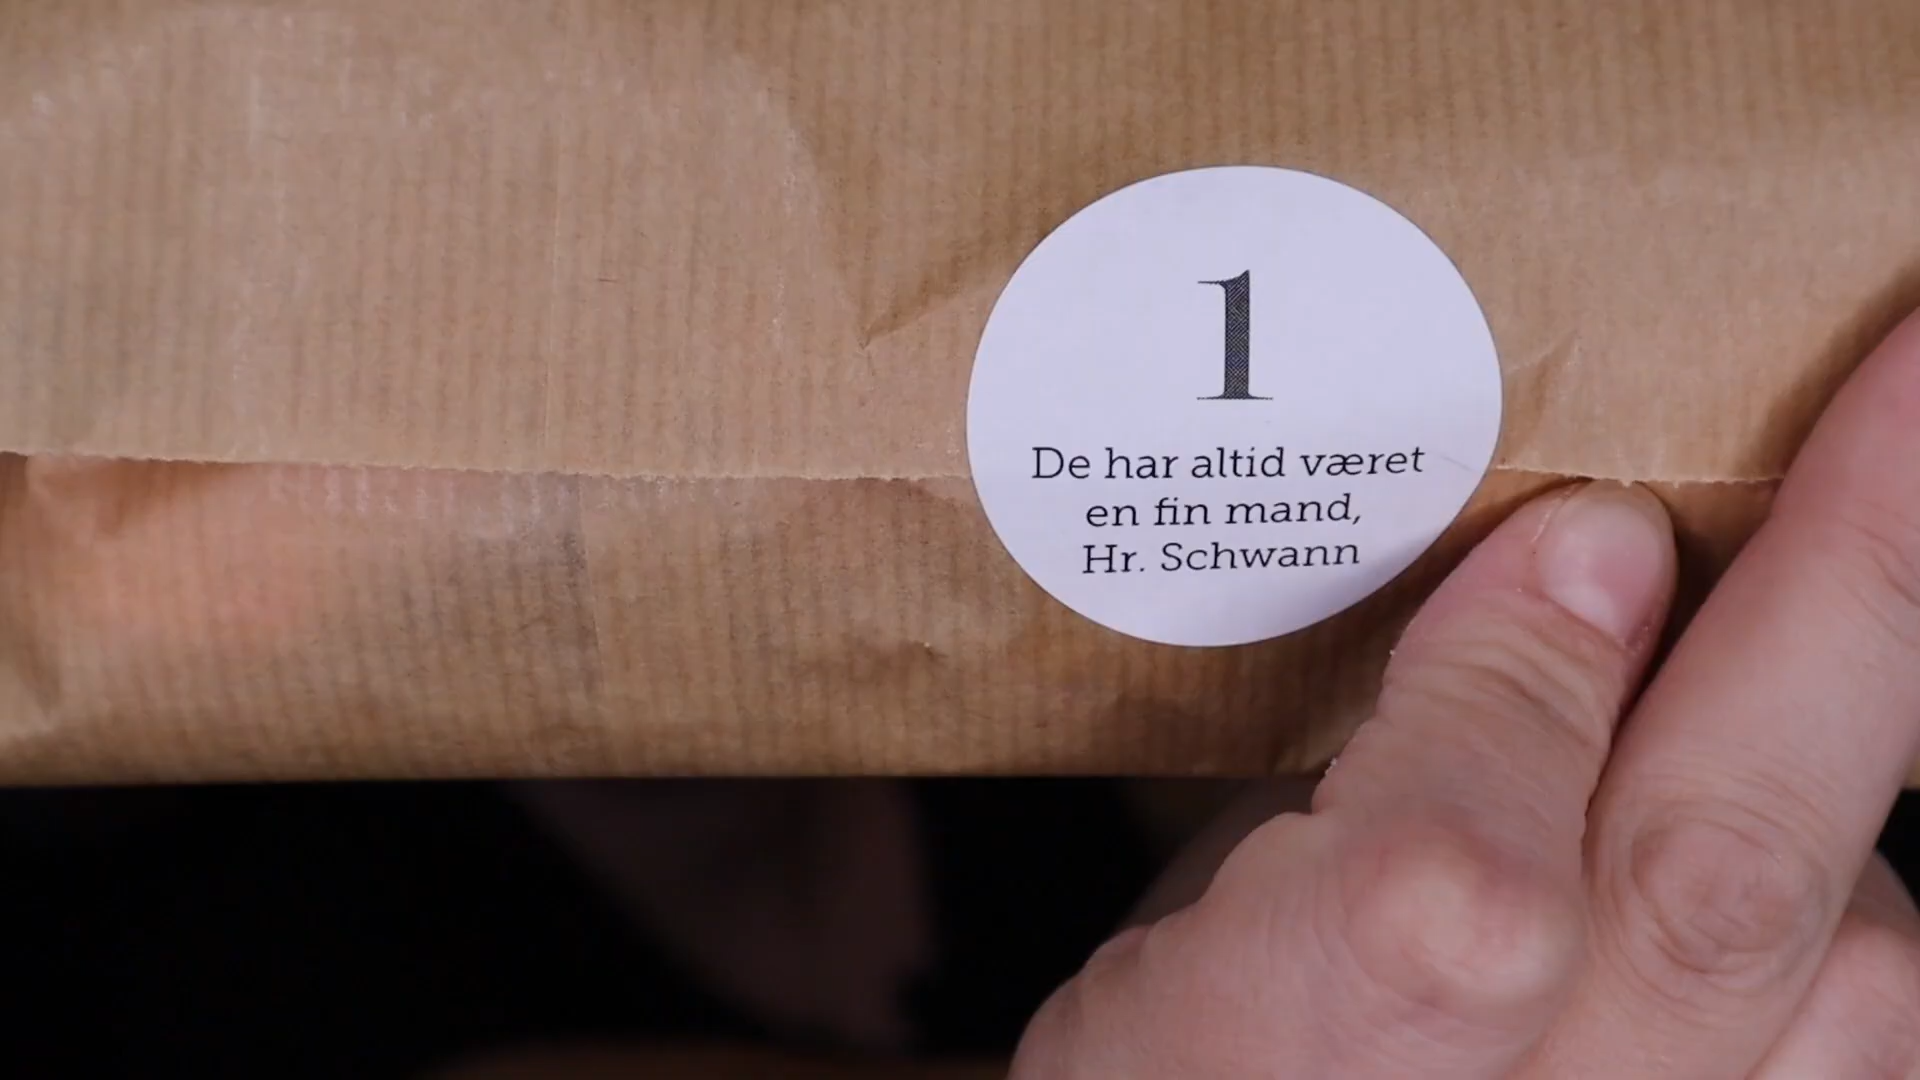 1
De har altid været
en fin mand,
Hr. Schwann